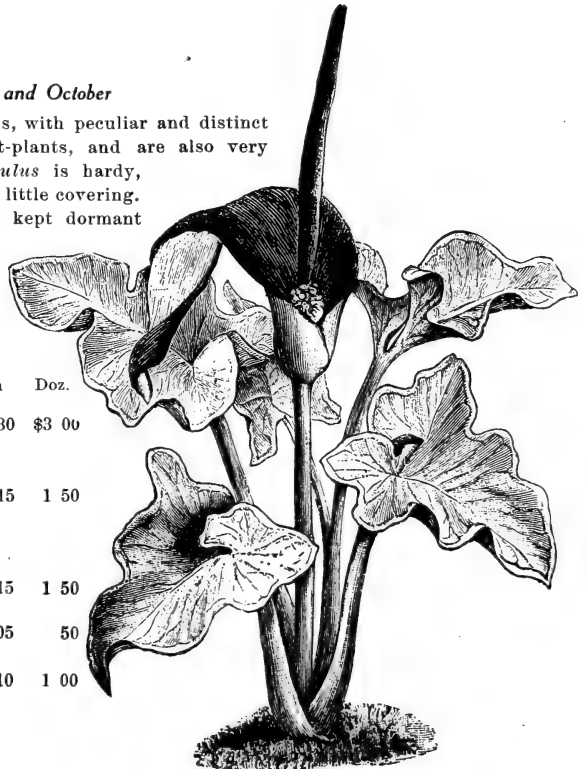 and October
s, with peculiar and distinct
t-plants, and are also very
ulus is hardy,
little covering.
kept dormant
Doz.
30 $3 00
15 1 50
15 1 50
05 50
10 1 00